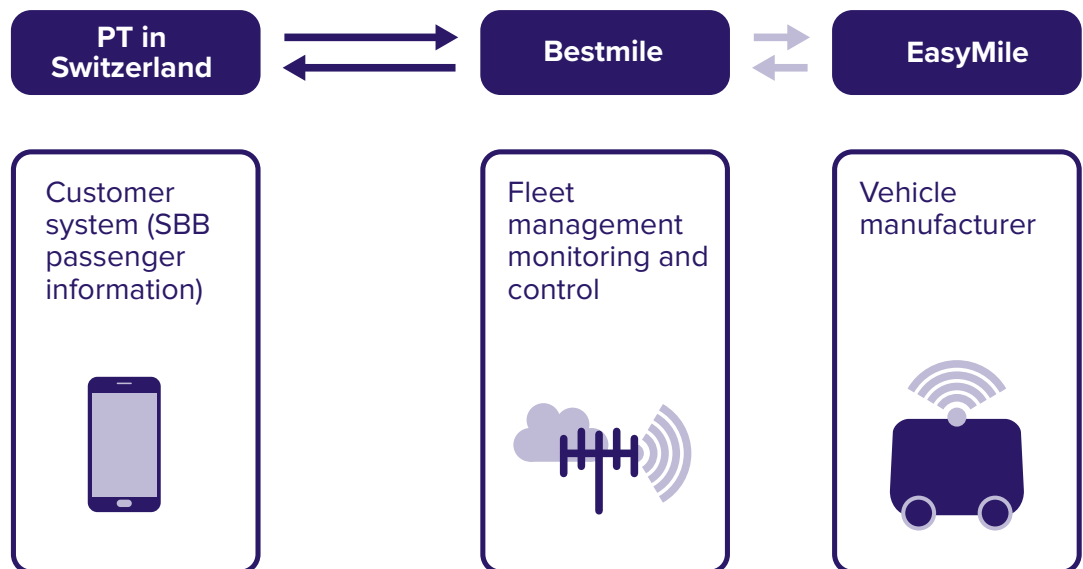 PT in
Switzerland
Bestmile
EasyMile
Customer
system (SBB
passenger
information)
Fleet
management
monitoring and
control
Vehicle
manufacturer